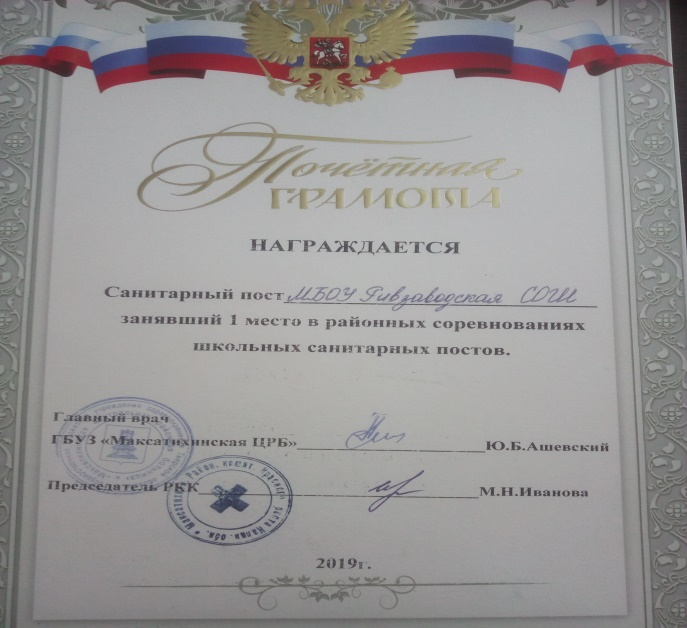 Почётная
ГРАМОТА
НАГРАЖДАЕТСЯ
Санитарный пост МБОУ Ривзаводская СОШ
занявший 1 место в районных соревнованиях
школьных санитарных постов.
Главный врач
ГБУЗ «Максатихинская ЦРБ» Ю.Б.Ашевский
Председатель РКК М.Н.Иванова
2019г.